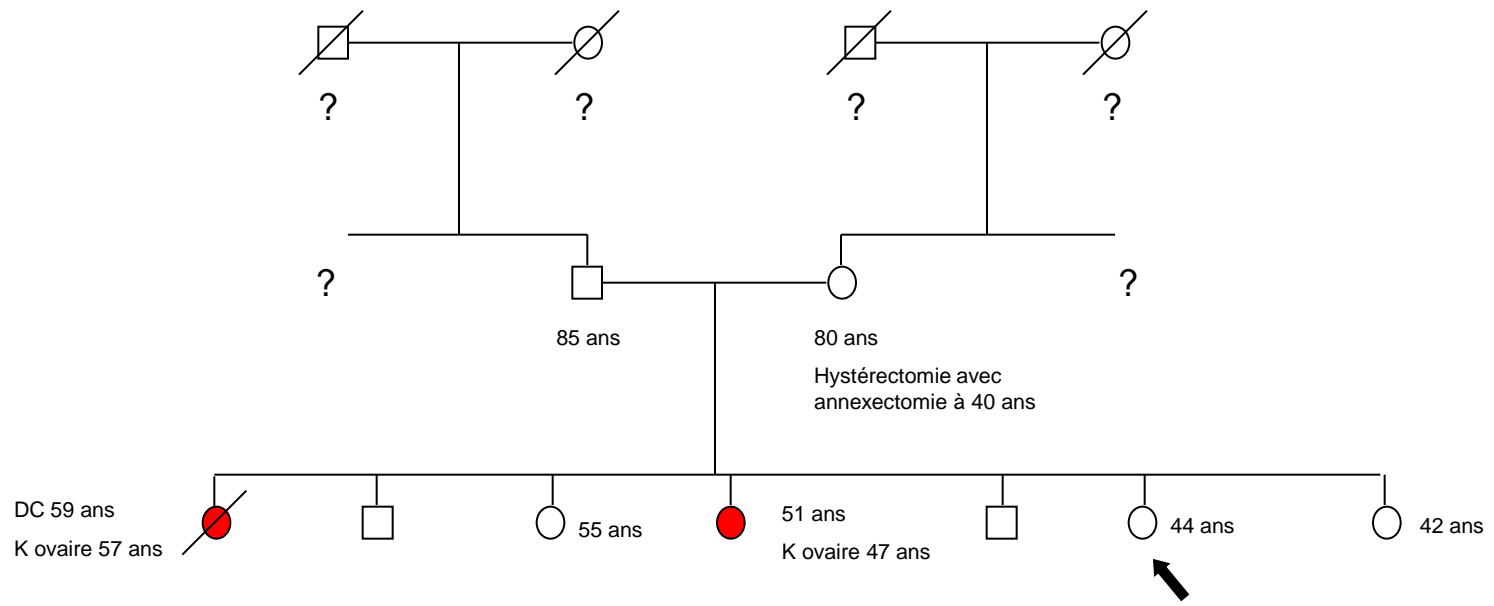 ?
?
?
?
?
?
85 ans
80 ans
Hystérectomie avec
annexectomie à 40 ans
DC 59 ans
K ovaire 57 ans
55 ans
51 ans
K ovaire 47 ans
44 ans
42 ans